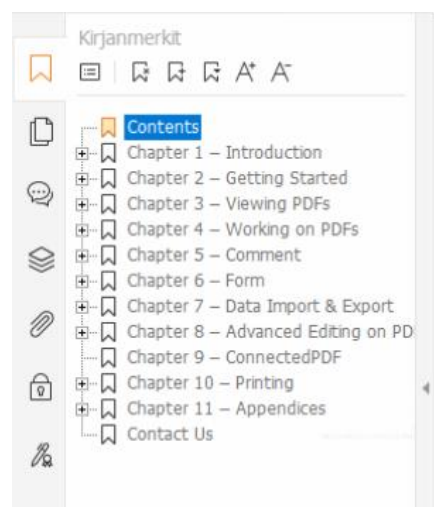 Kirjanmerkit
Contents
Chapter 1 – Introduction
Chapter 2 – Getting Started
Chapter 3 – Viewing PDFs
Chapter 4 – Working on PDFs
Chapter 5 – Comment
Chapter 6 – Form
Chapter 7 – Data Import & Export
Chapter 8 – Advanced Editing on PD
Chapter 9 – ConnectedPDF
Chapter 10 – Printing
Chapter 11 – Appendices
Contact Us